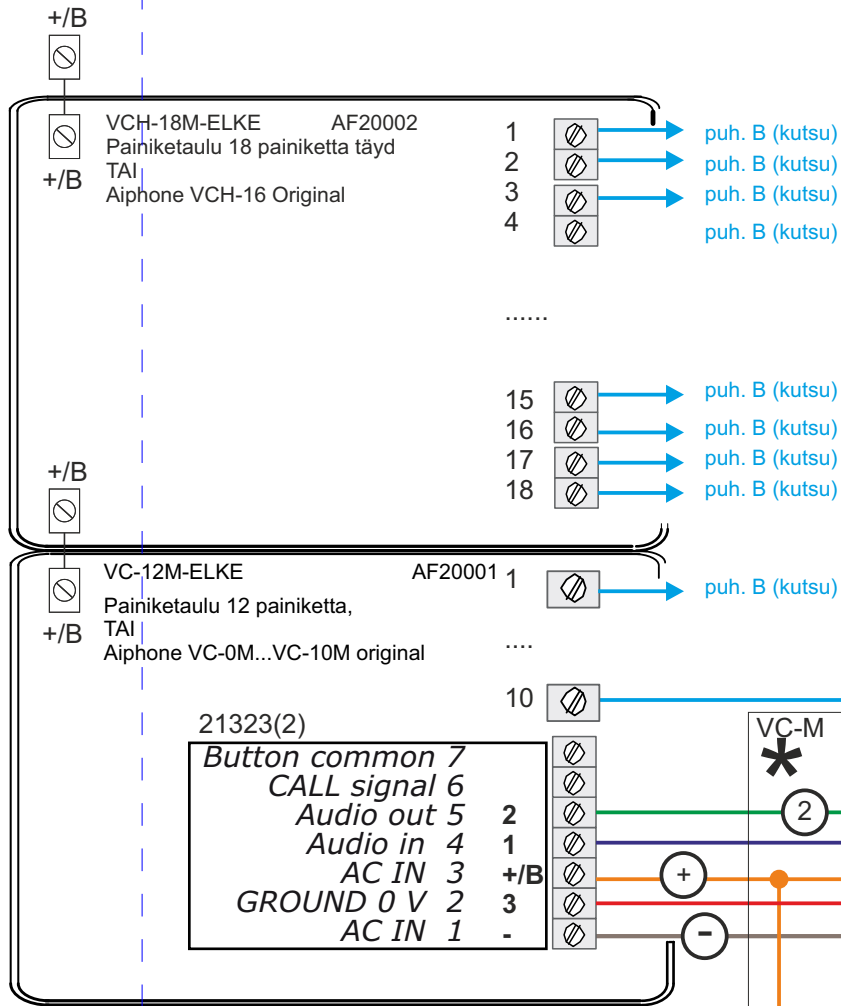 +/B
VCH-18M-ELKE AF20002
Painiketaulu 18 painiketta täyd
TAI
Aiphone VCH-16 Original
+/B
1 puh. B (kutsu)
2 puh. B (kutsu)
3 puh. B (kutsu)
4 puh. B (kutsu)
......
15 puh. B (kutsu)
16 puh. B (kutsu)
17 puh. B (kutsu)
18 puh. B (kutsu)
+/B
VC-12M-ELKE AF20001
Painiketaulu 12 painiketta,
TAI
Aiphone VC-0M...VC-10M original
+/B
1 puh. B (kutsu)
....
10
21323(2)
VC-M
*
Button common 7
CALL signal 6
Audio out 5 2 2
Audio in 4 1
AC IN 3 +/B +
GROUND 0 V 2 3
AC IN 1 - -